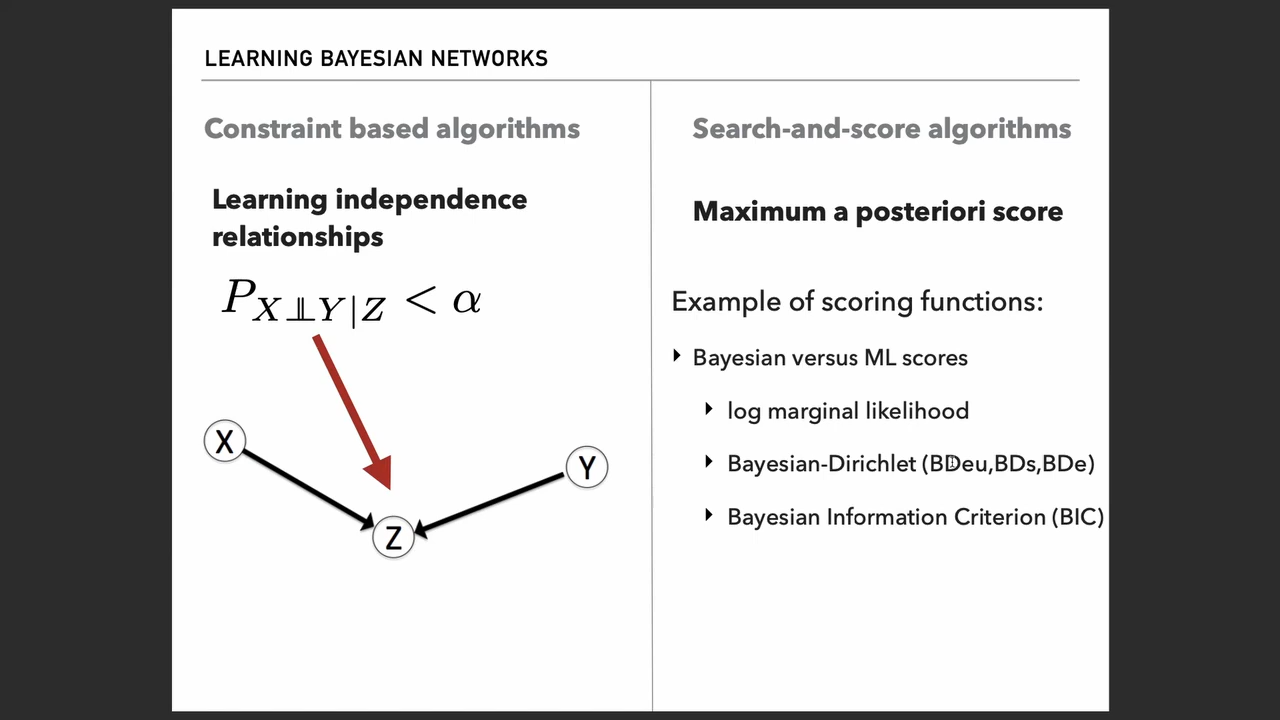 LEARNING BAYESIAN NETWORKS
Constraint based algorithms
Learning independence
relationships
P_{X⫫Y|Z} < α
X
Y
Z
Search-and-score algorithms
Maximum a posteriori score
Example of scoring functions:
Bayesian versus ML scores
log marginal likelihood
Bayesian-Dirichlet (BDeu,BDs,BDe)
Bayesian Information Criterion (BIC)